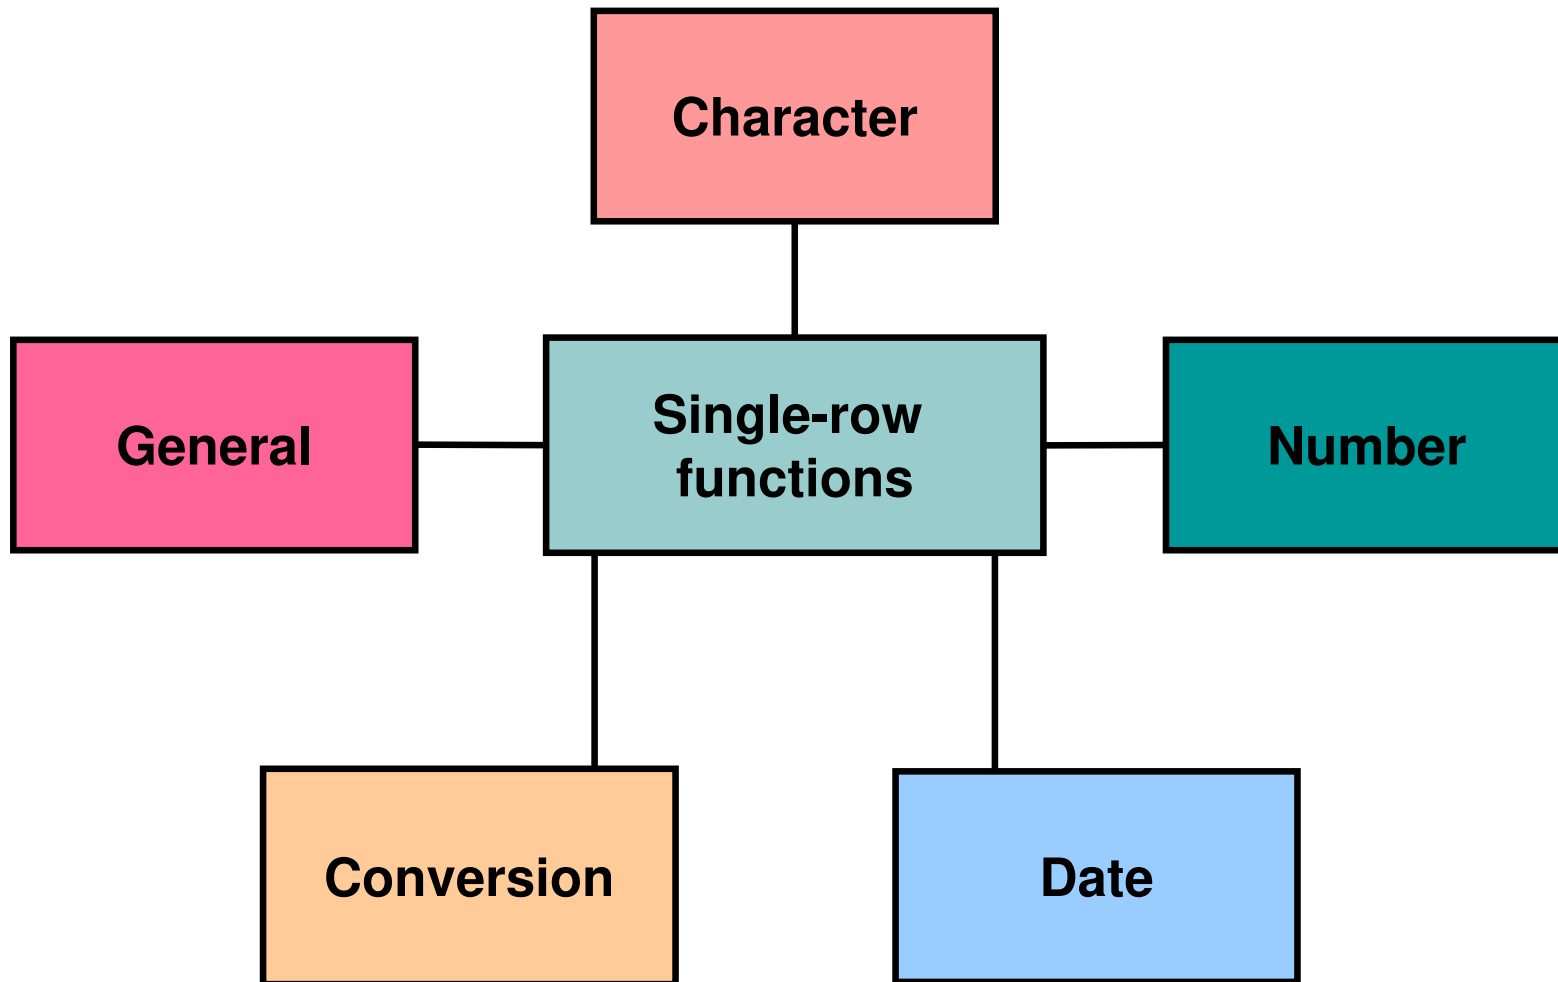 Character
General
Single-row
functions
Number
Conversion
Date